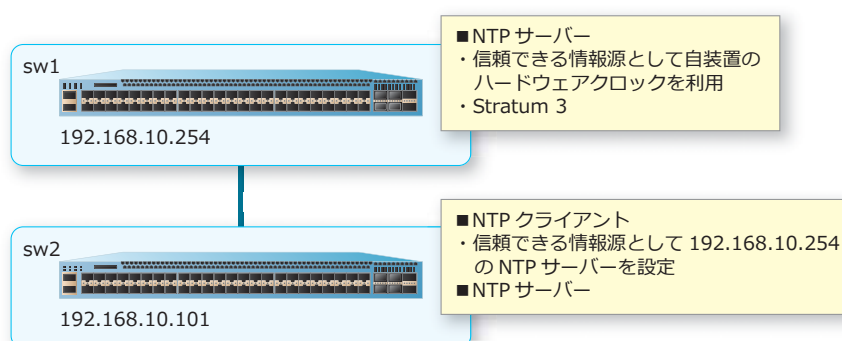 sw1
192.168.10.254
■NTP サーバー
・信頼できる情報源として自装置の
ハードウェアクロックを利用
・Stratum 3
sw2
192.168.10.101
■NTP クライアント
・信頼できる情報源として 192.168.10.254
の NTP サーバーを設定
■NTP サーバー